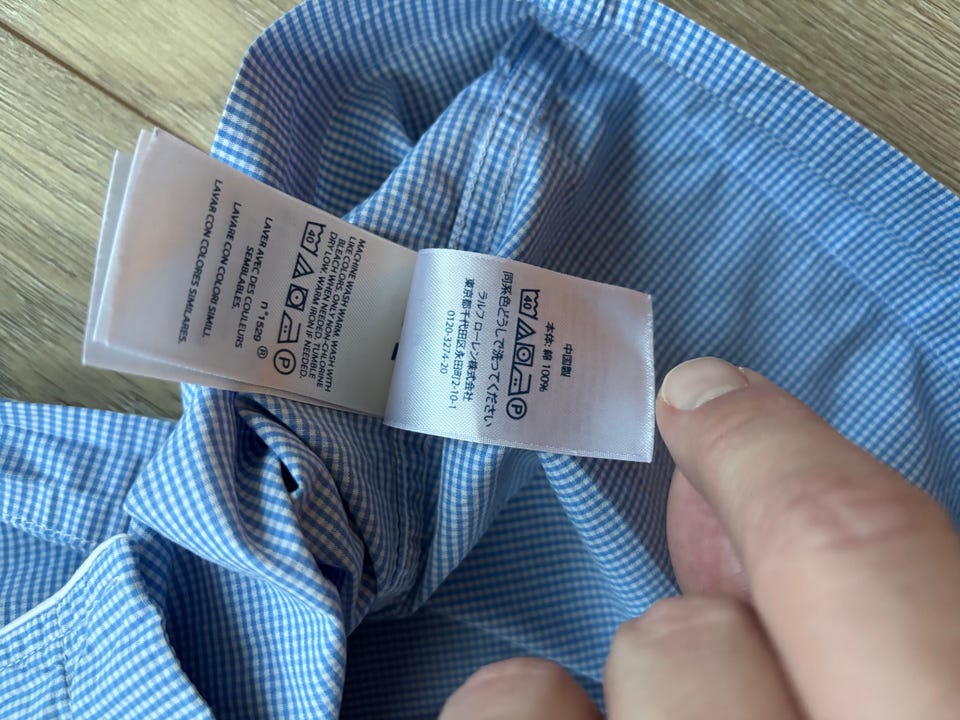 MACHINE WASH WARM, WASH WITH
LIKE COLORS, ONLY NON-CHLORINE
BLEACH WHEN NEEDED, TUMBLE
DRY LOW, WARM IRON IF NEEDED.
40 P
n°1529 ®
LAVER AVEC DES COULEURS
SEMBLABLES.
LAVARE CON COLORI SIMILI.
LAVAR CON COLORES SIMILARES.
中国製
本体: 綿 100%
40 P
同系色どうしで洗ってください
ラルフ ローレン株式会社
東京都千代田区永田町2-10-1
0120-3274-20